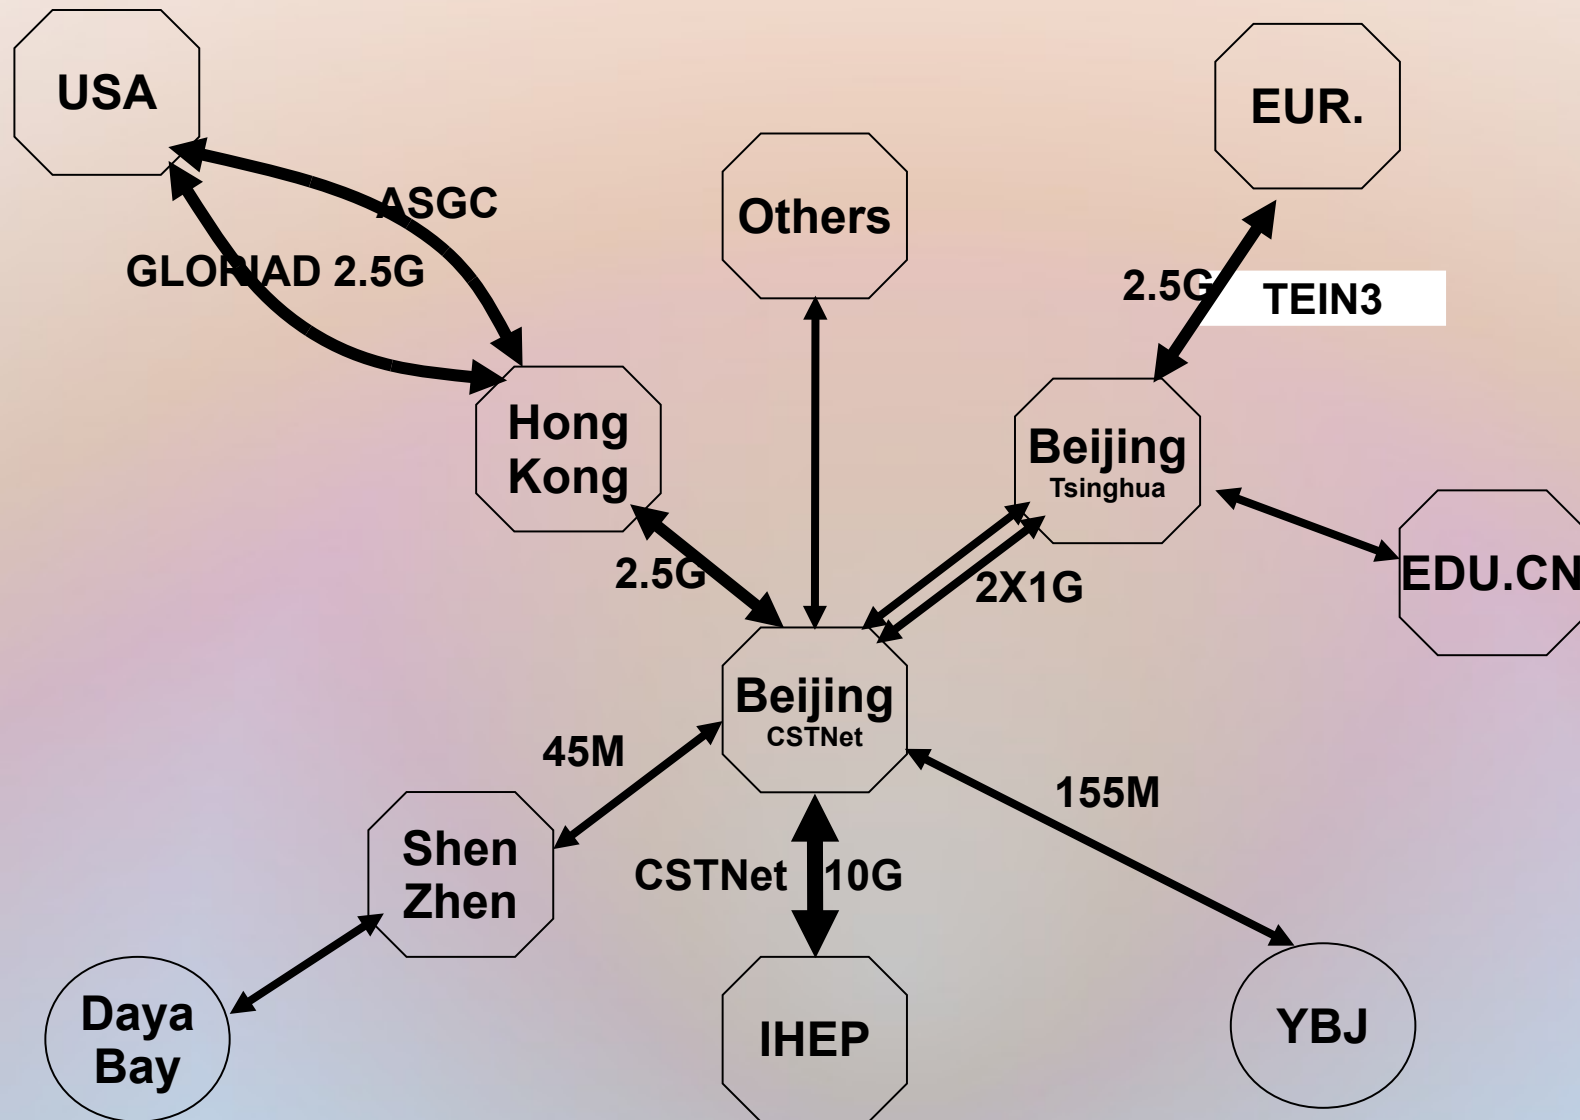 USA
EUR.
Others
ASGC
GLORIAD 2.5G
2.5G
TEIN3
Hong
Kong
Beijing
Tsinghua
EDU.CN
2.5G
2X1G
Beijing
CSTNet
45M
155M
Shen
Zhen
CSTNet 10G
Daya
Bay
IHEP
YBJ